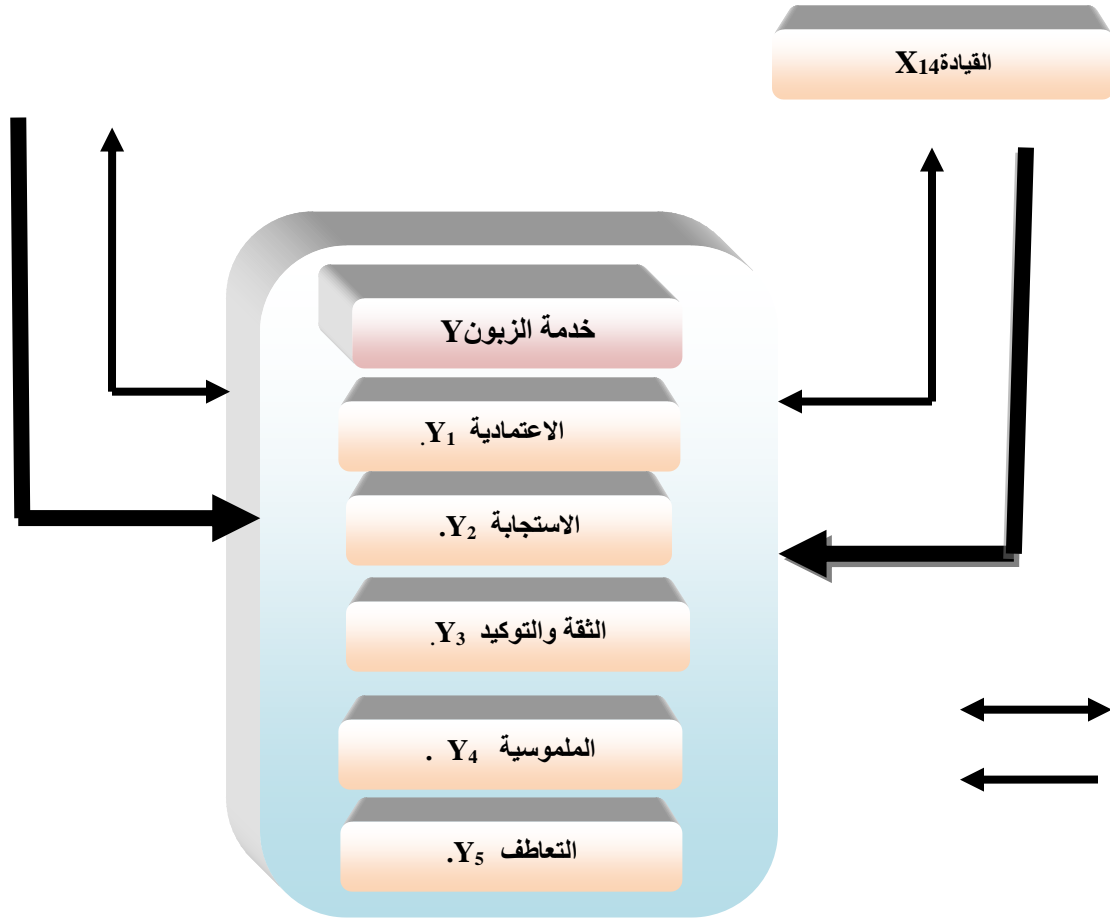 القيادةX14
خدمة الزبونY
الاعتمادية Y1.
الاستجابة Y2.
الثقة والتوكيد Y3.
الملموسية Y4 .
التعاطف Y5.